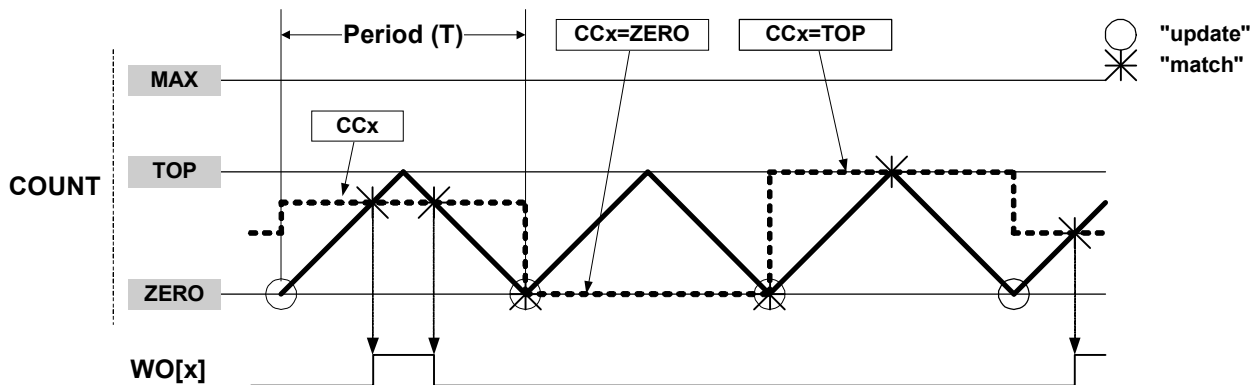 Period (T)
CCx=ZERO
CCx=TOP
"update"
"match"
MAX
CCx
TOP
COUNT
ZERO
WO[x]